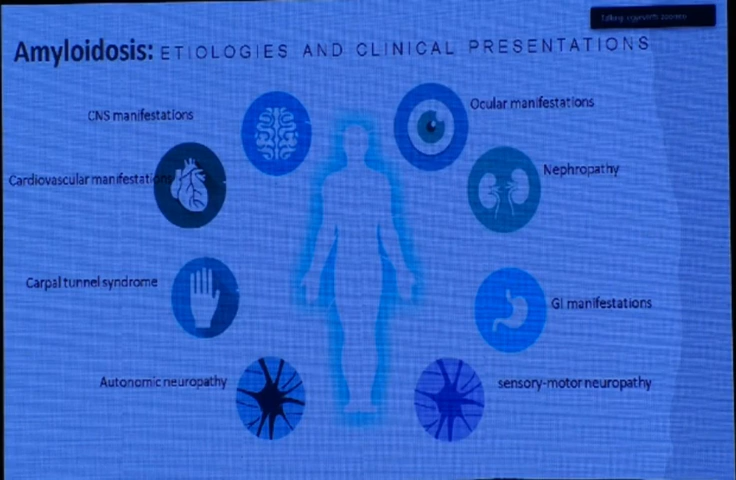 Amyloidosis: ETIOLOGIES AND CLINICAL PRESENTATIONS
CNS manifestations
Ocular manifestations
Cardiovascular manifestations
Nephropathy
Carpal tunnel syndrome
GI manifestations
Autonomic neuropathy
sensory-motor neuropathy